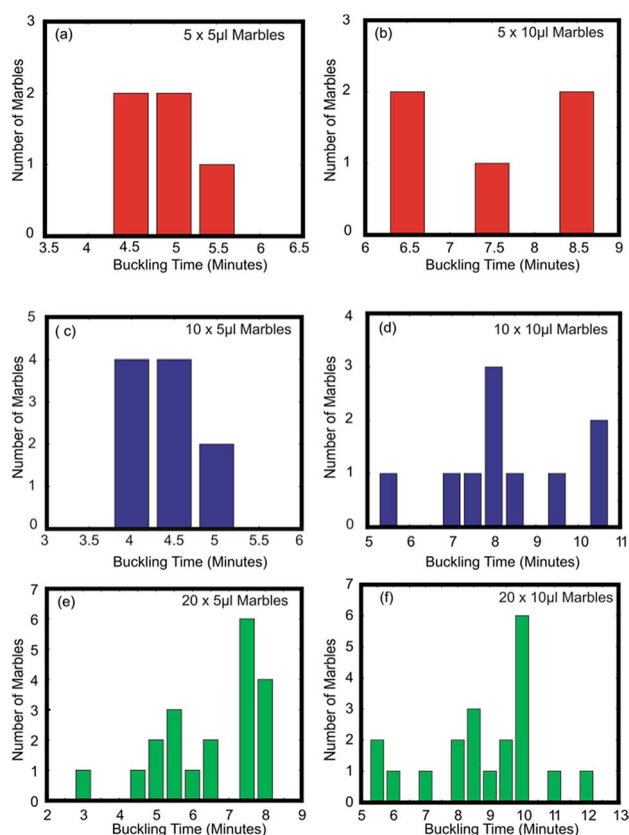 (a) 5 x 5µl Marbles
Number of Marbles
3
2
1
0
3.5 4 4.5 5 5.5 6 6.5
Buckling Time (Minutes)
(b) 5 x 10µl Marbles
Number of Marbles
3
2
1
0
6 6.5 7 7.5 8 8.5 9
Buckling Time (Minutes)
( c) 10 x 5µl Marbles
Number of Marbles
5
4
3
2
1
0
3 3.5 4 4.5 5 5.5 6
Buckling Time (Minutes)
(d) 10 x 10µl Marbles
Number of Marbles
4
3
2
1
0
5 6 7 8 9 10 11
Buckling Time (Minutes)
(e) 20 x 5µl Marbles
Number of Marbles
7
6
5
4
3
2
1
0
2 3 4 5 6 7 8 9
Buckling Time (Minutes)
(f) 20 x 10µl Marbles
Number of Marbles
7
6
5
4
3
2
1
0
5 6 7 8 9 10 11 12 13
Buckling Time (Minutes)